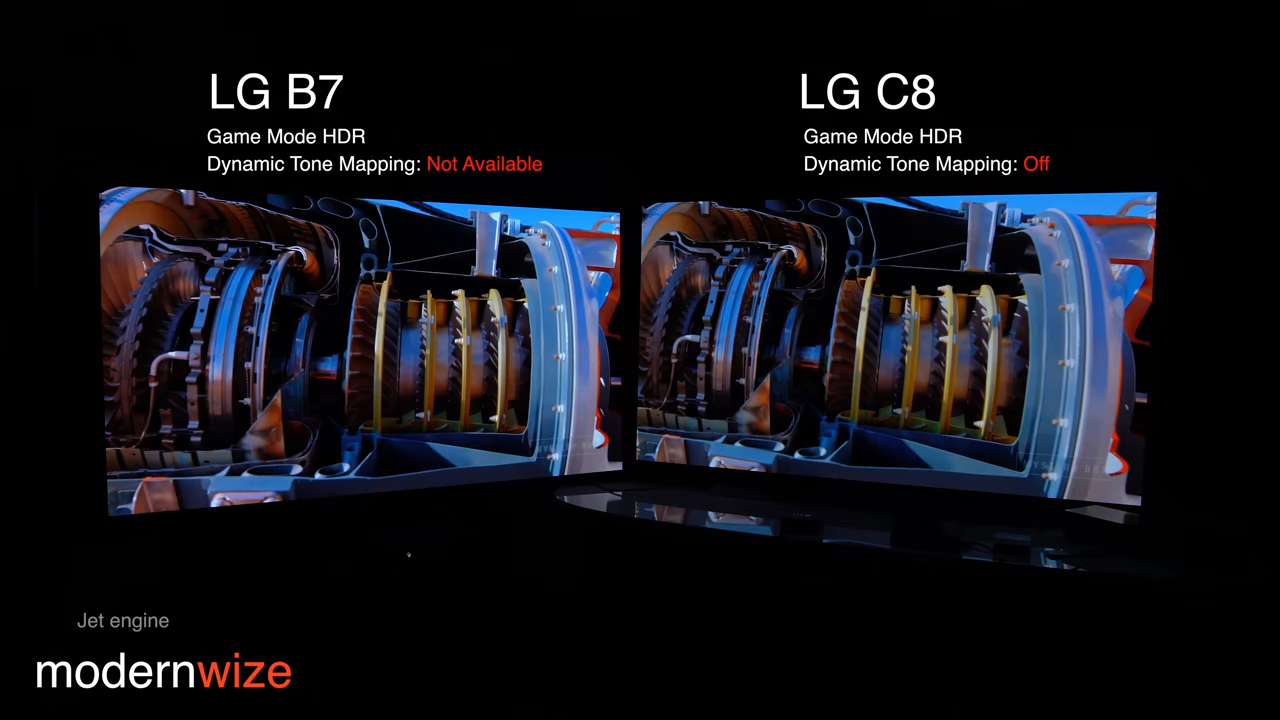 LG B7
Game Mode HDR
Dynamic Tone Mapping: Not Available
LG C8
Game Mode HDR
Dynamic Tone Mapping: Off
Jet engine
modernwize